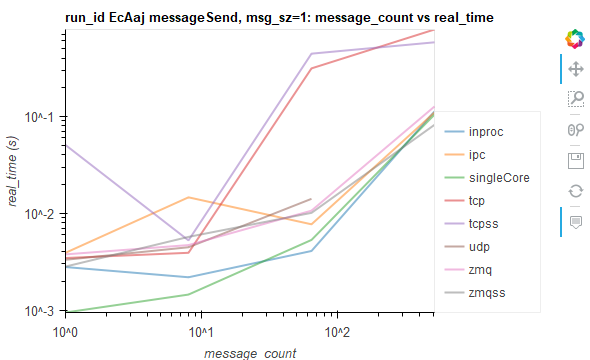 run_id EcAaj messageSend, msg_sz=1: message_count vs real_time
real_time (s)
10^-1
10^-2
10^-3
10^0
10^1
10^2
message_count
inproc
ipc
singleCore
tcp
tcpss
udp
zmq
zmqss